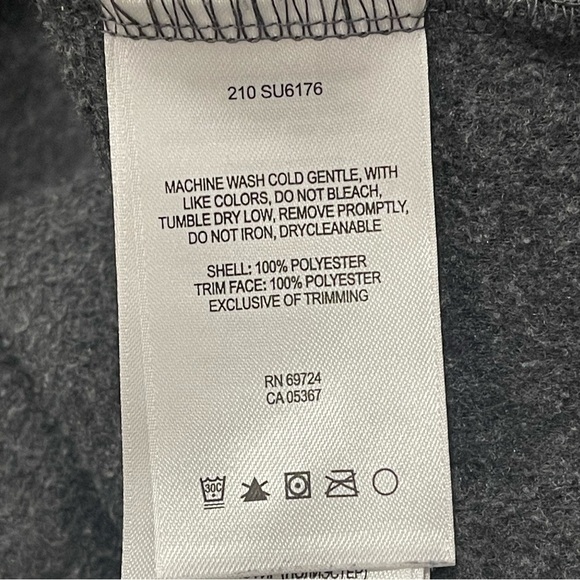 210 SU6176
MACHINE WASH COLD GENTLE, WITH
LIKE COLORS, DO NOT BLEACH,
TUMBLE DRY LOW, REMOVE PROMPTLY,
DO NOT IRON, DRYCLEANABLE
SHELL: 100% POLYESTER
TRIM FACE: 100% POLYESTER
EXCLUSIVE OF TRIMMING
RN 69724
CA 05367
30C